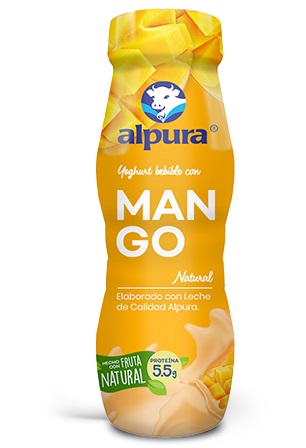 alpura®
Yoghurt bebible con
MAN
GO
Natural
Elaborado con Leche
de Calidad Alpura.
HECHO
CON FRUTA
NATURAL
PROTEÍNA
5.5g